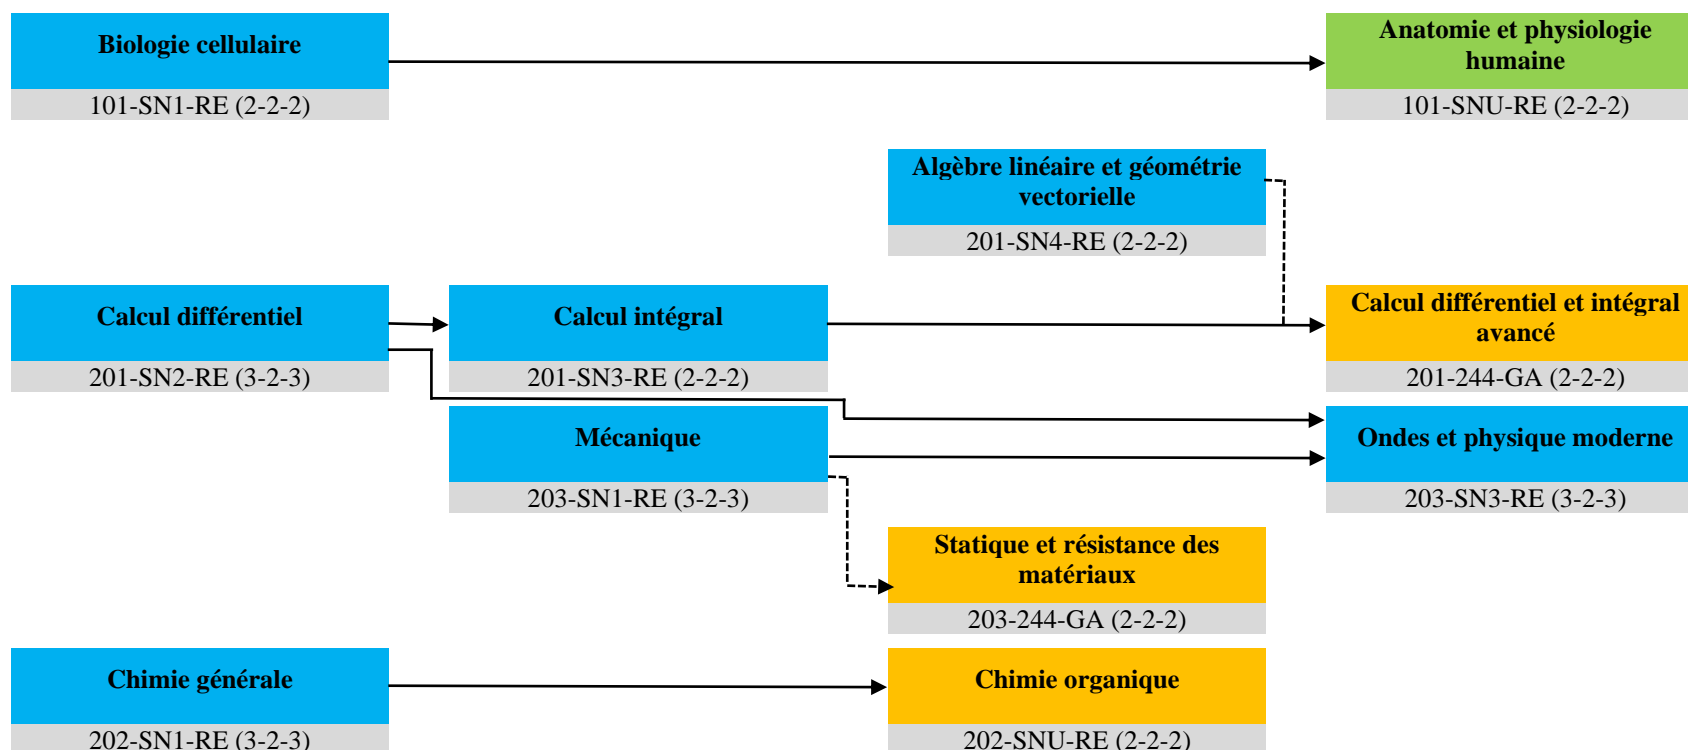 Biologie cellulaire
101-SN1-RE (2-2-2)
Anatomie et physiologie
humaine
101-SNU-RE (2-2-2)
Algèbre linéaire et géométrie
vectorielle
201-SN4-RE (2-2-2)
Calcul différentiel
201-SN2-RE (3-2-3)
Calcul intégral
201-SN3-RE (2-2-2)
Calcul différentiel et intégral
avancé
201-244-GA (2-2-2)
Mécanique
203-SN1-RE (3-2-3)
Ondes et physique moderne
203-SN3-RE (3-2-3)
Statique et résistance des
matériaux
203-244-GA (2-2-2)
Chimie générale
202-SN1-RE (3-2-3)
Chimie organique
202-SNU-RE (2-2-2)